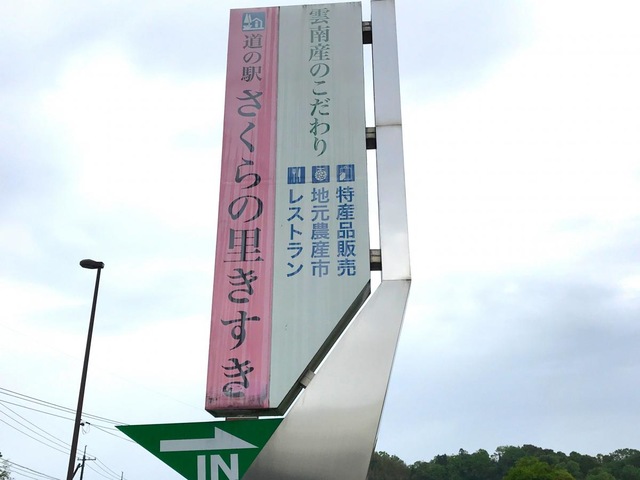 雲南産のこだわり
特産品販売
地元農産市
レストラン
道の駅 さくらの里きすき
IN